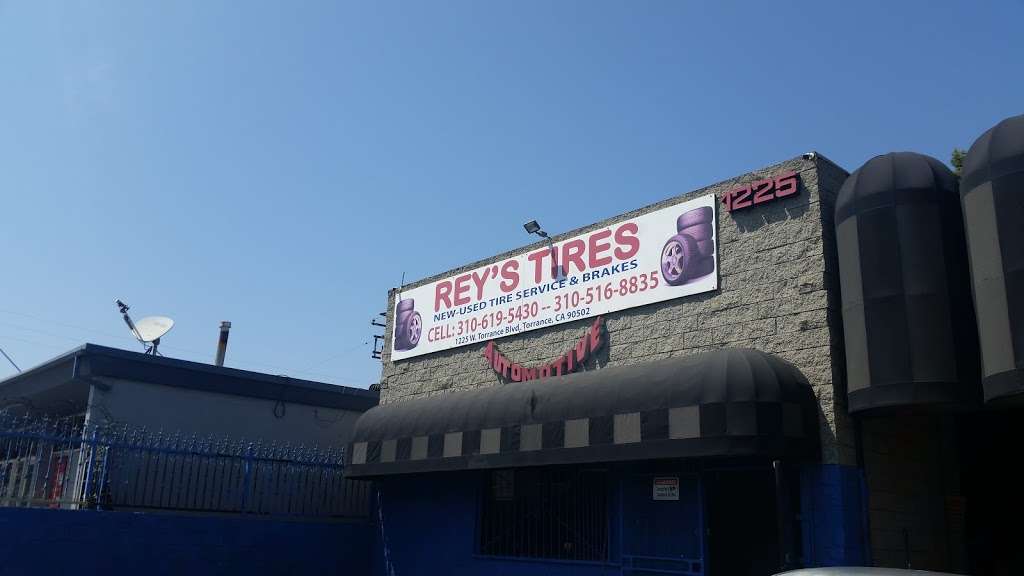 1225
REY'S TIRES
NEW-USED TIRE SERVICE & BRAKES
CELL: 310-619-5430 -- 310-516-8835
1225 W. Torrance Blvd, Torrance, CA 90502
AUTOMOTIVE